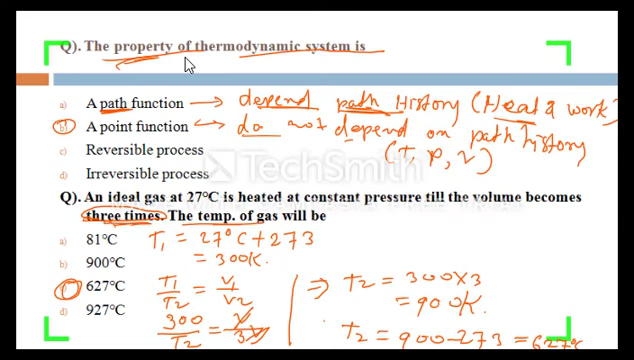 Q). The property of thermodynamic system is
a) A path function → depend path History (Heat & work)
b) A point function → do not depend on path history
(T, P, V)
c) Reversible process
d) Irreversible process
TechSmith
Q). An ideal gas at 27°C is heated at constant pressure till the volume becomes
three times. The temp. of gas will be
a) 81°C T₁ = 27°C + 273
= 300K.
b) 900°C
c) 627°C
d) 927°C
T₁/T₂ = V₁/V₂
300/T₂ = V/3V
⇒ T₂ = 300×3
= 900K.
T₂ = 900-273 = 627°C